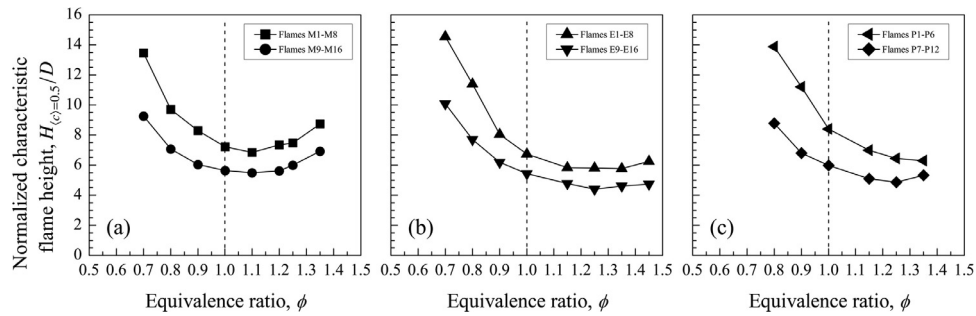 Normalized characteristic
flame height, H⟨c⟩=0.5/D
16
14
12
10
8
6
4
2
0
Flames M1-M8
Flames M9-M16
(a)
0.5 0.6 0.7 0.8 0.9 1.0 1.1 1.2 1.3 1.4 1.5
Equivalence ratio, ϕ
Flames E1-E8
Flames E9-E16
(b)
0.5 0.6 0.7 0.8 0.9 1.0 1.1 1.2 1.3 1.4 1.5
Equivalence ratio, ϕ
Flames P1-P6
Flames P7-P12
(c)
0.5 0.6 0.7 0.8 0.9 1.0 1.1 1.2 1.3 1.4 1.5
Equivalence ratio, ϕ